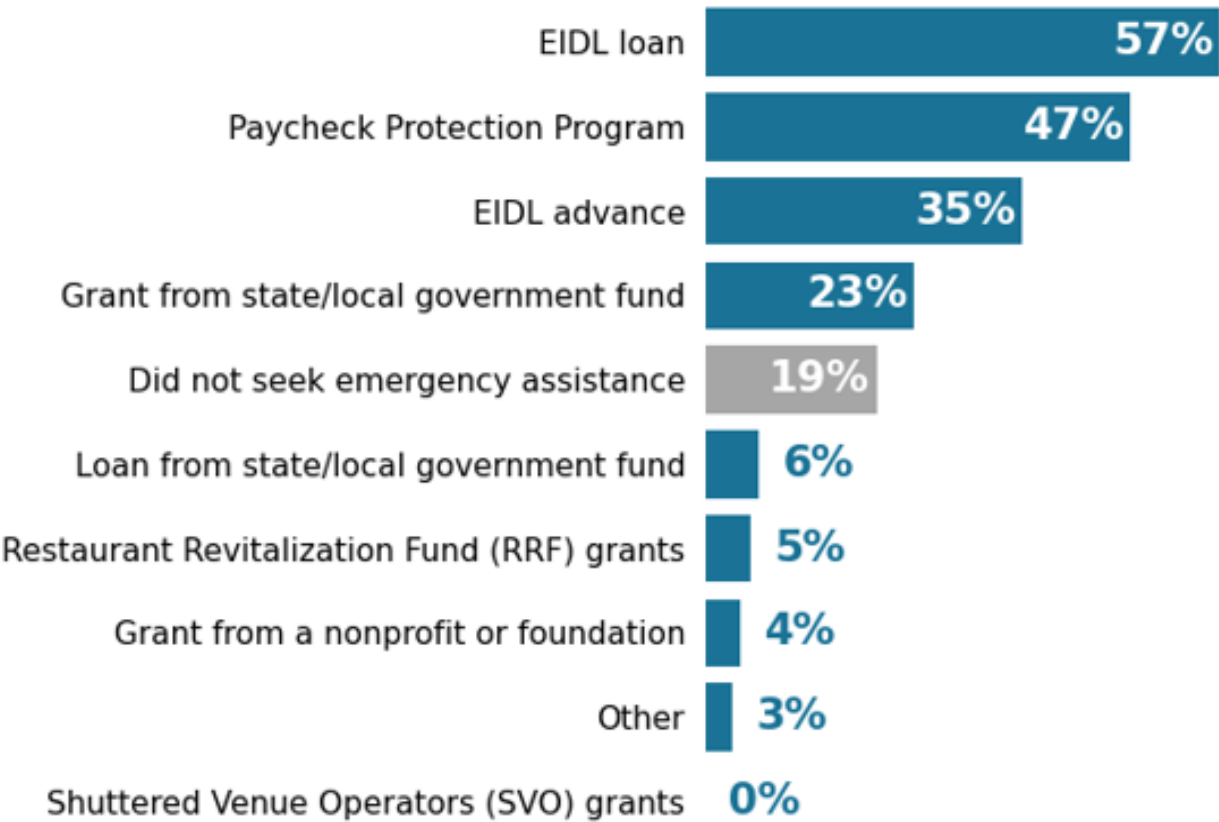 EIDL loan 57%
Paycheck Protection Program 47%
EIDL advance 35%
Grant from state/local government fund 23%
Did not seek emergency assistance 19%
Loan from state/local government fund 6%
Restaurant Revitalization Fund (RRF) grants 5%
Grant from a nonprofit or foundation 4%
Other 3%
Shuttered Venue Operators (SVO) grants 0%